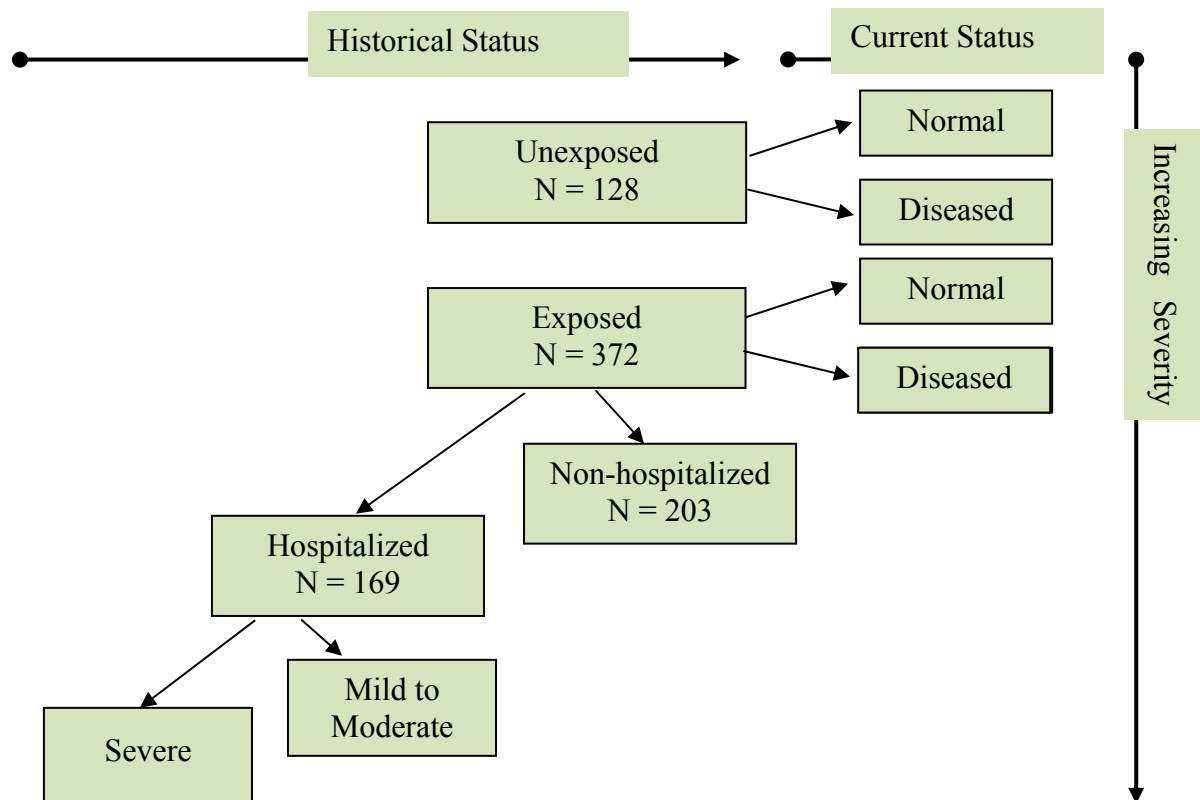 Historical Status
Current Status
Normal
Unexposed
N = 128
Diseased
Increasing Severity
Normal
Exposed
N = 372
Diseased
Non-hospitalized
N = 203
Hospitalized
N = 169
Mild to
Moderate
Severe